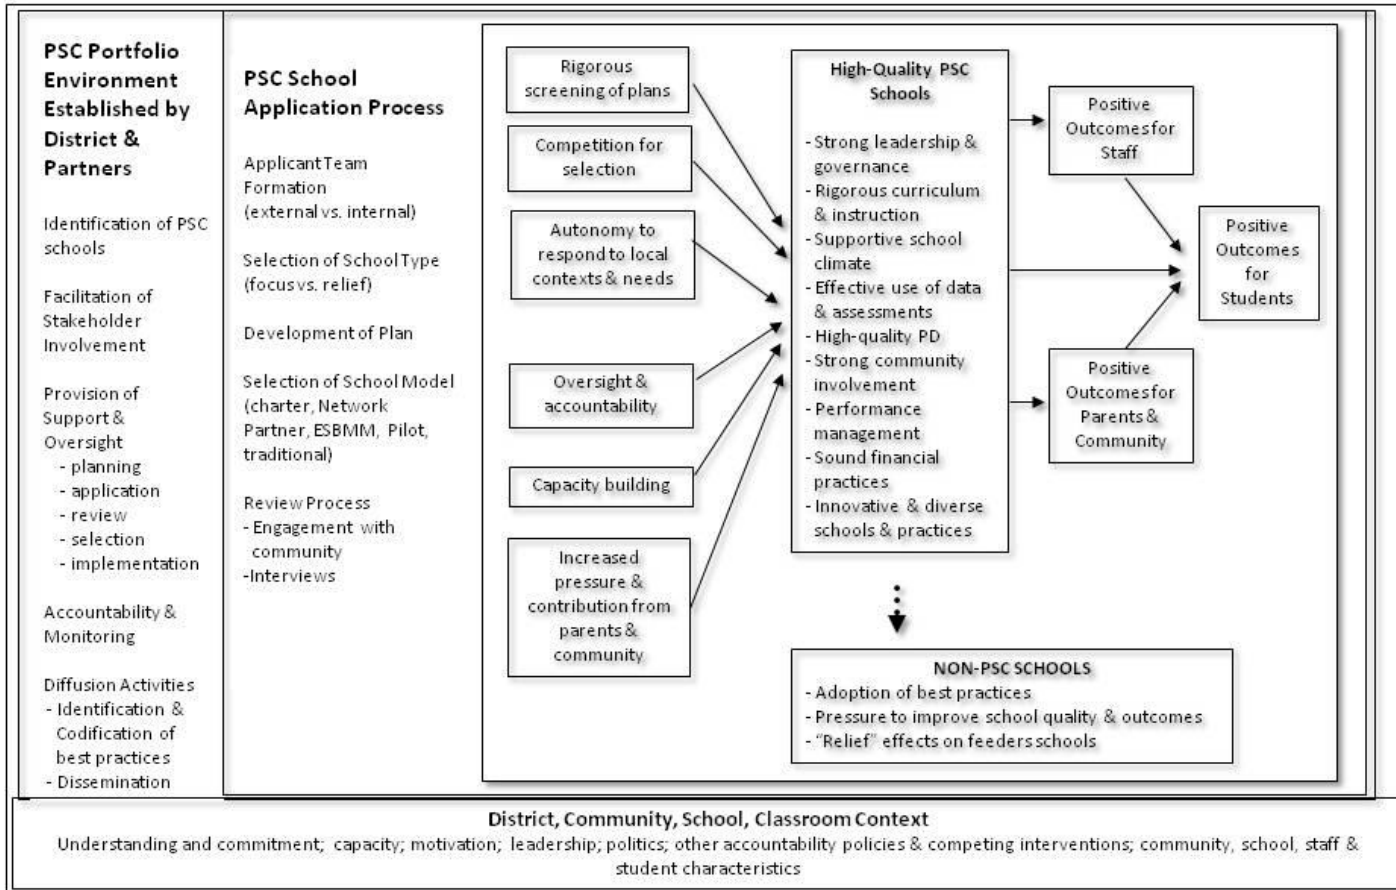 PSC Portfolio
Environment
Established by
District &
Partners
Identification of PSC
schools
Facilitation of
Stakeholder
Involvement
Provision of
Support &
Oversight
- planning
- application
- review
- selection
- implementation
Accountability &
Monitoring
Diffusion Activities
- Identification &
Codification of
best practices
- Dissemination
PSC School
Application Process
Applicant Team
Formation
(external vs. internal)
Selection of School Type
(focus vs. relief)
Development of Plan
Selection of School Model
(charter, Network
Partner, ESBMM, Pilot,
traditional)
Review Process
- Engagement with
community
-Interviews
Rigorous
screening of plans
Competition for
selection
Autonomy to
respond to local
contexts & needs
Oversight &
accountability
Capacity building
Increased
pressure &
contribution from
parents &
community
High-Quality PSC
Schools
- Strong leadership &
governance
- Rigorous curriculum
& instruction
- Supportive school
climate
- Effective use of data
& assessments
- High-quality PD
- Strong community
involvement
- Performance
management
- Sound financial
practices
- Innovative & diverse
schools & practices
Positive
Outcomes for
Staff
Positive
Outcomes
for
Students
Positive
Outcomes for
Parents &
Community
NON-PSC SCHOOLS
- Adoption of best practices
- Pressure to improve school quality & outcomes
- “Relief” effects on feeders schools
District, Community, School, Classroom Context
Understanding and commitment; capacity; motivation; leadership; politics; other accountability policies & competing interventions; community, school, staff &
student characteristics